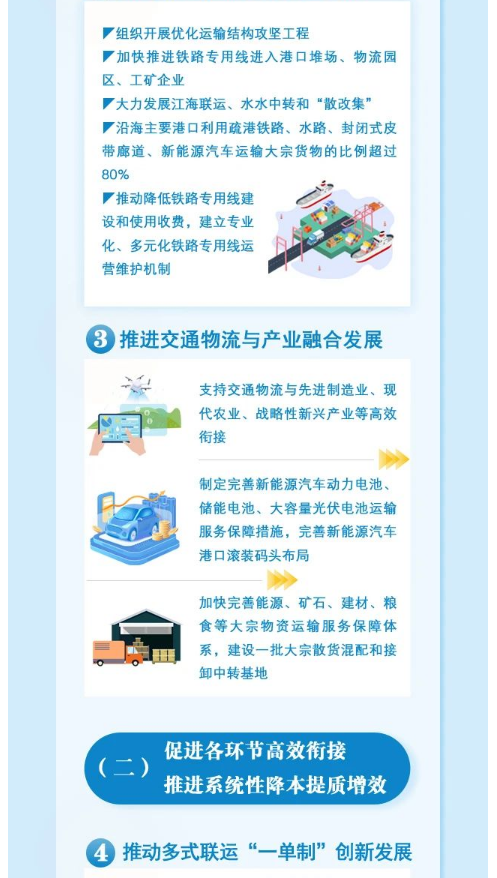 ◤组织开展优化运输结构攻坚工程
◤加快推进铁路专用线进入港口堆场、物流园
区、工矿企业
◤大力发展江海联运、水水中转和“散改集”
◤沿海主要港口利用疏港铁路、水路、封闭式皮
带廊道、新能源汽车运输大宗货物的比例超过
80%
◤推动降低铁路专用线建
设和使用收费，建立专业
化、多元化铁路专用线运
营维护机制
3 推进交通物流与产业融合发展
支持交通物流与先进制造业、现
代农业、战略性新兴产业等高效
衔接
制定完善新能源汽车动力电池、
储能电池、大容量光伏电池运输
服务保障措施，完善新能源汽车
港口滚装码头布局
加快完善能源、矿石、建材、粮
食等大宗物资运输服务保障体
系，建设一批大宗散货混配和接
卸中转基地
（二）
促进各环节高效衔接
推进系统性降本提质增效
4 推动多式联运“一单制”创新发展